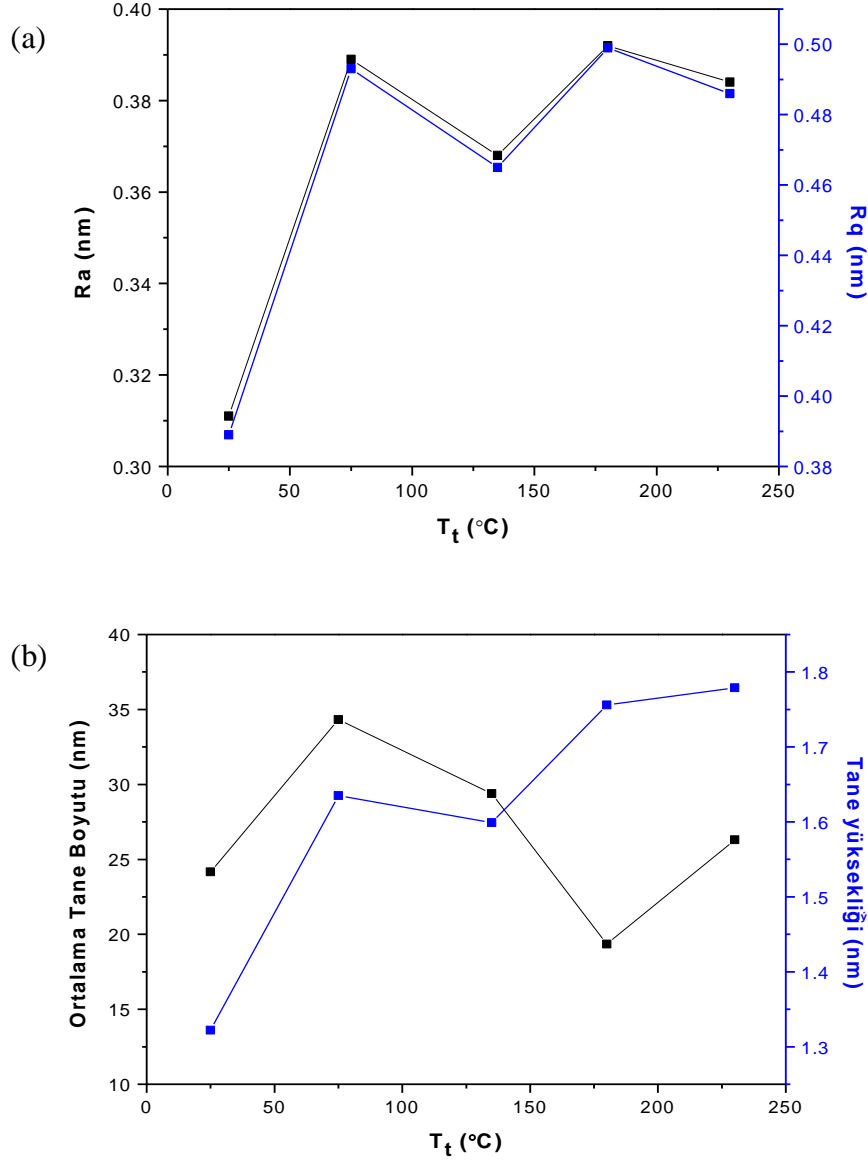 (a)
0.40
0.38
0.36
0.34
0.32
0.30
Ra (nm)
0.50
0.48
0.46
0.44
0.42
0.40
0.38
Rq (nm)
0 50 100 150 200 250
Tt (°C)
(b)
40
35
30
25
20
15
10
Ortalama Tane Boyutu (nm)
1.8
1.7
1.6
1.5
1.4
1.3
Tane yüksekliği (nm)
0 50 100 150 200 250
Tt (°C)